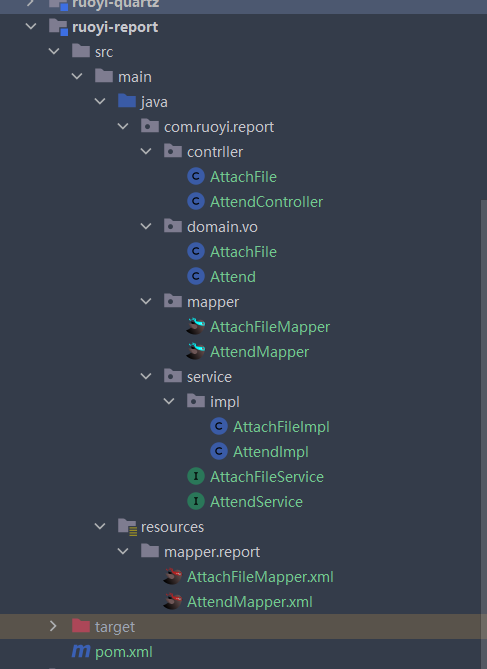 ruoyi-quartz
ruoyi-report
src
main
java
com.ruoyi.report
contrller
AttachFile
AttendController
domain.vo
AttachFile
Attend
mapper
AttachFileMapper
AttendMapper
service
impl
AttachFileImpl
AttendImpl
AttachFileService
AttendService
resources
mapper.report
AttachFileMapper.xml
AttendMapper.xml
target
pom.xml